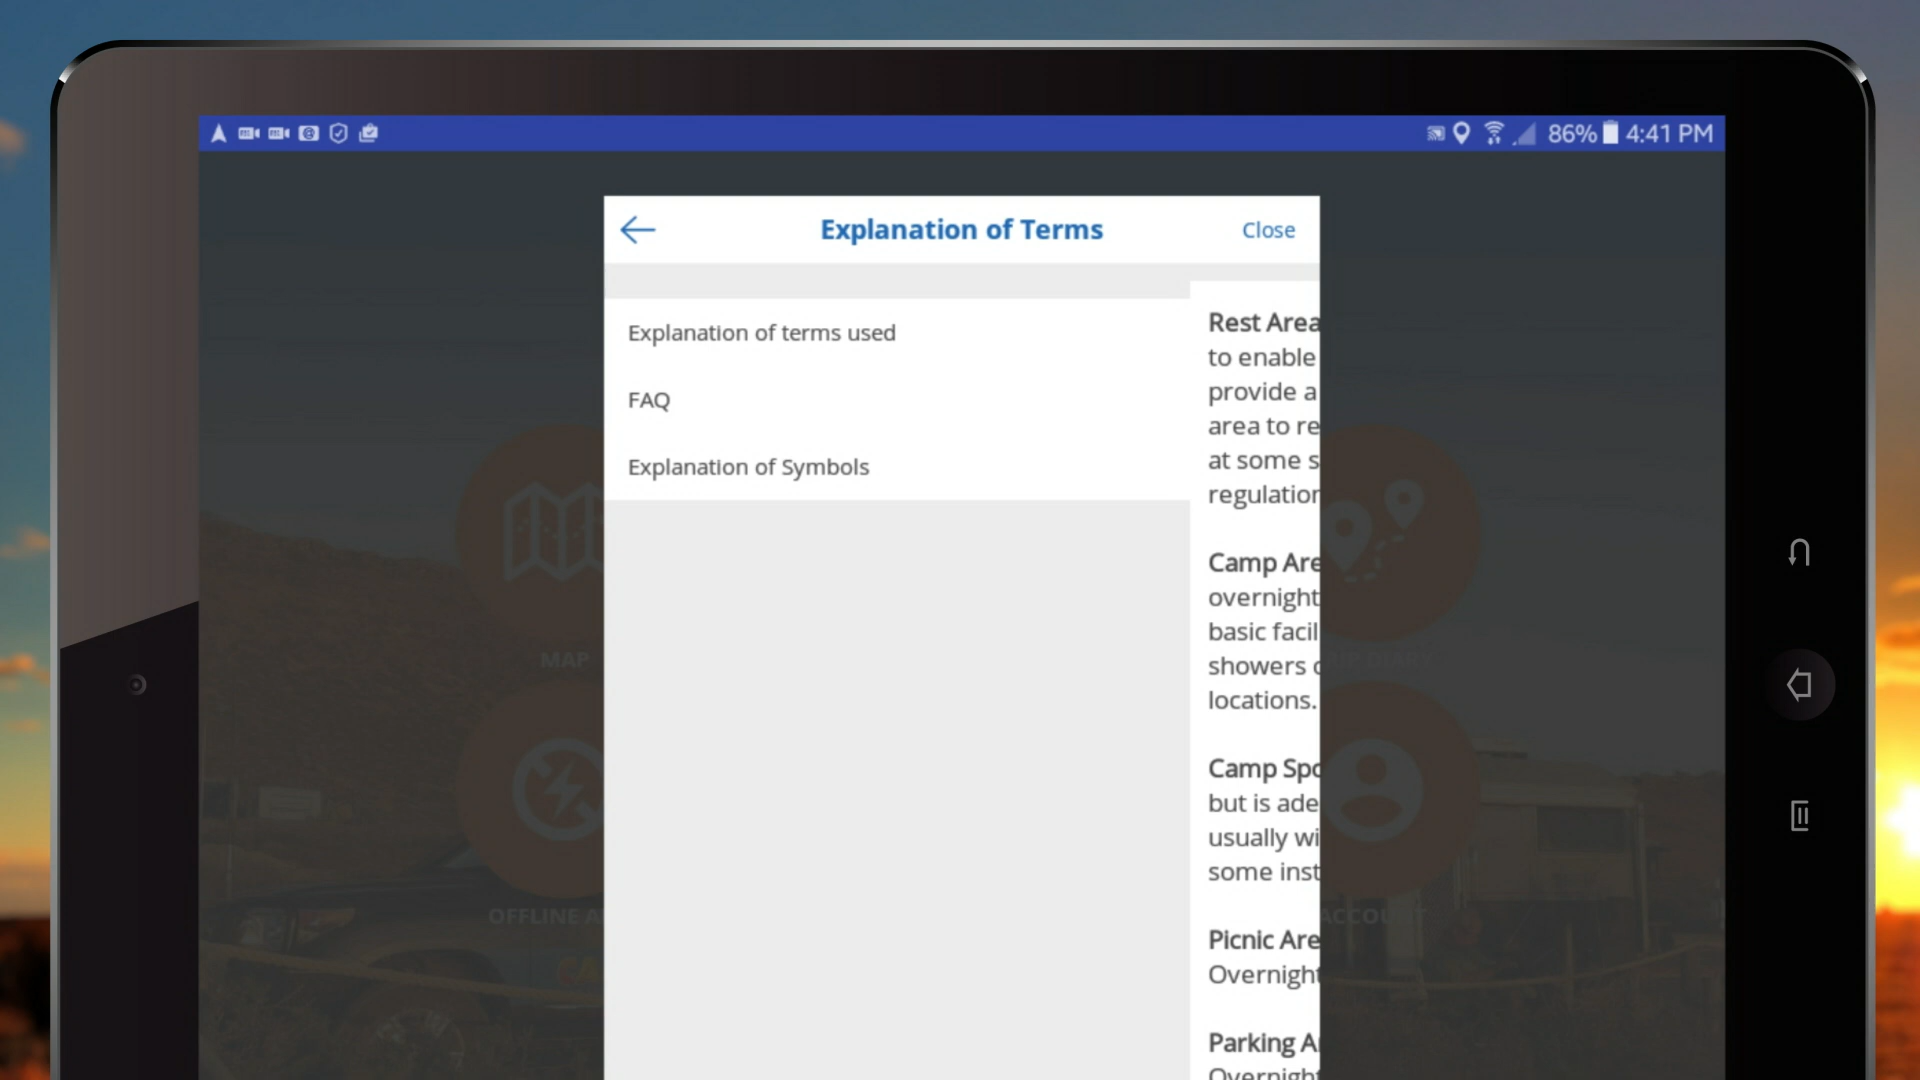 86% 4:41 PM
Explanation of Terms
Close
Explanation of terms used
FAQ
Explanation of Symbols
Rest Area
to enable
provide a
area to re
at some s
regulation
Camp Are
overnight
basic facil
showers
locations.
Camp Spo
but is ade
usually wi
some inst
Picnic Are
Overnight
Parking A
Overnight
MAP
OFFLINE A
ACCOUNT